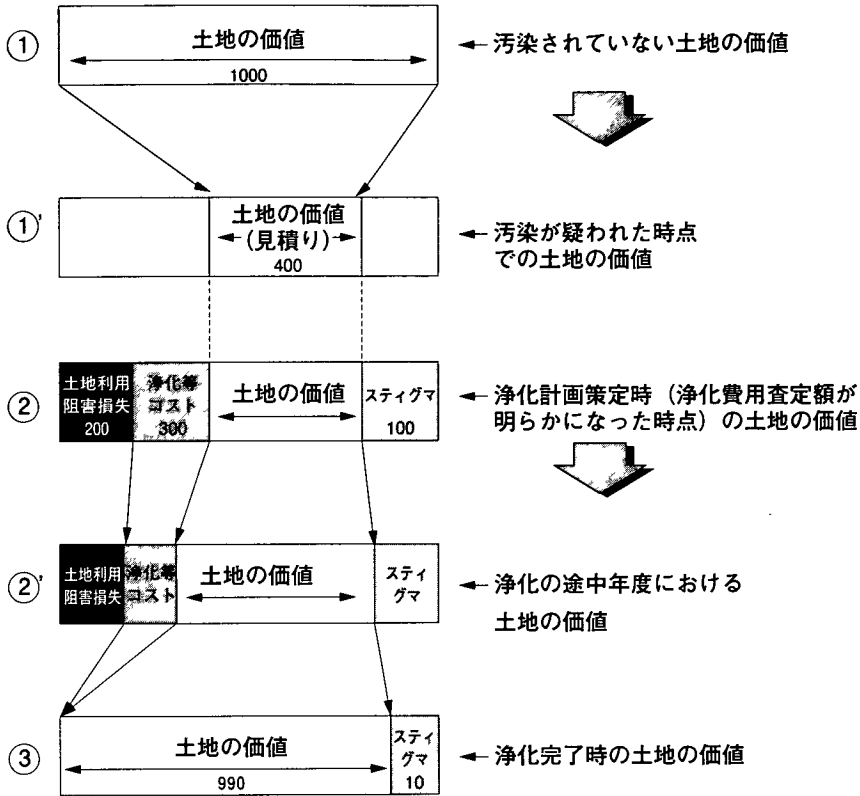 ① 土地の価値 ←汚染されていない土地の価値
1000
①' 土地の価値 ←汚染が疑われた時点
(見積り) での土地の価値
400
② 土地利用 浄化等 土地の価値 スティグマ ←浄化計画策定時（浄化費用査定額が
阻害損失 コスト 明らかになった時点）の土地の価値
200 300 100
②' 土地利用 浄化等 土地の価値 スティ ←浄化の途中年度における
阻害損失 コスト グマ
土地の価値
③ 土地の価値 スティ ←浄化完了時の土地の価値
グマ
990 10